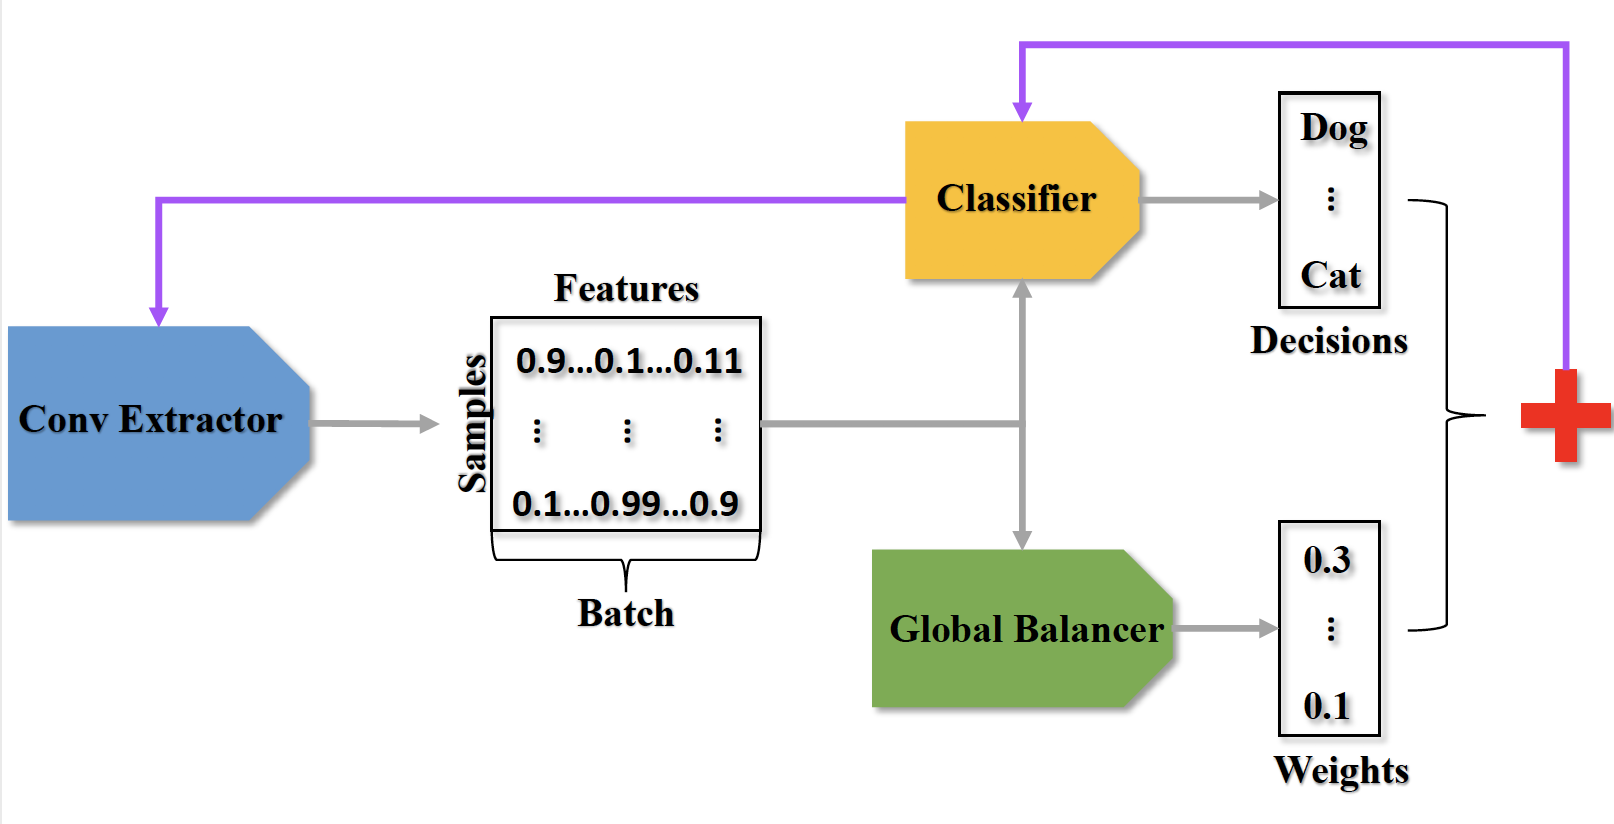 Dog
⋮
Cat
Decisions
Classifier
Features
Samples
0.9...0.1...0.11
⋮ ⋮ ⋮
0.1...0.99...0.9
Batch
Conv Extractor
Global Balancer
0.3
⋮
0.1
Weights